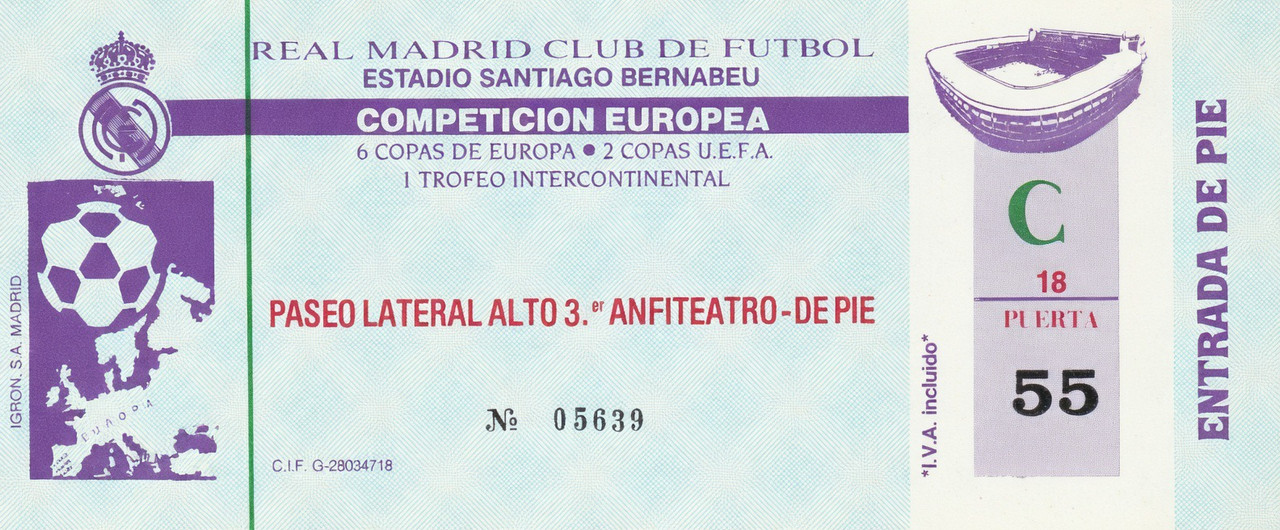 REAL MADRID CLUB DE FUTBOL
ESTADIO SANTIAGO BERNABEU
COMPETICION EUROPEA
6 COPAS DE EUROPA ● 2 COPAS U.E.F.A.
1 TROFEO INTERCONTINENTAL
IGRON. S.A. MADRID
EUROPA
PASEO LATERAL ALTO 3.er ANFITEATRO - DE PIE
№ 05639
C.I.F. G-28034718
C
18
PUERTA
55
*I.V.A. incluido*
ENTRADA DE PIE